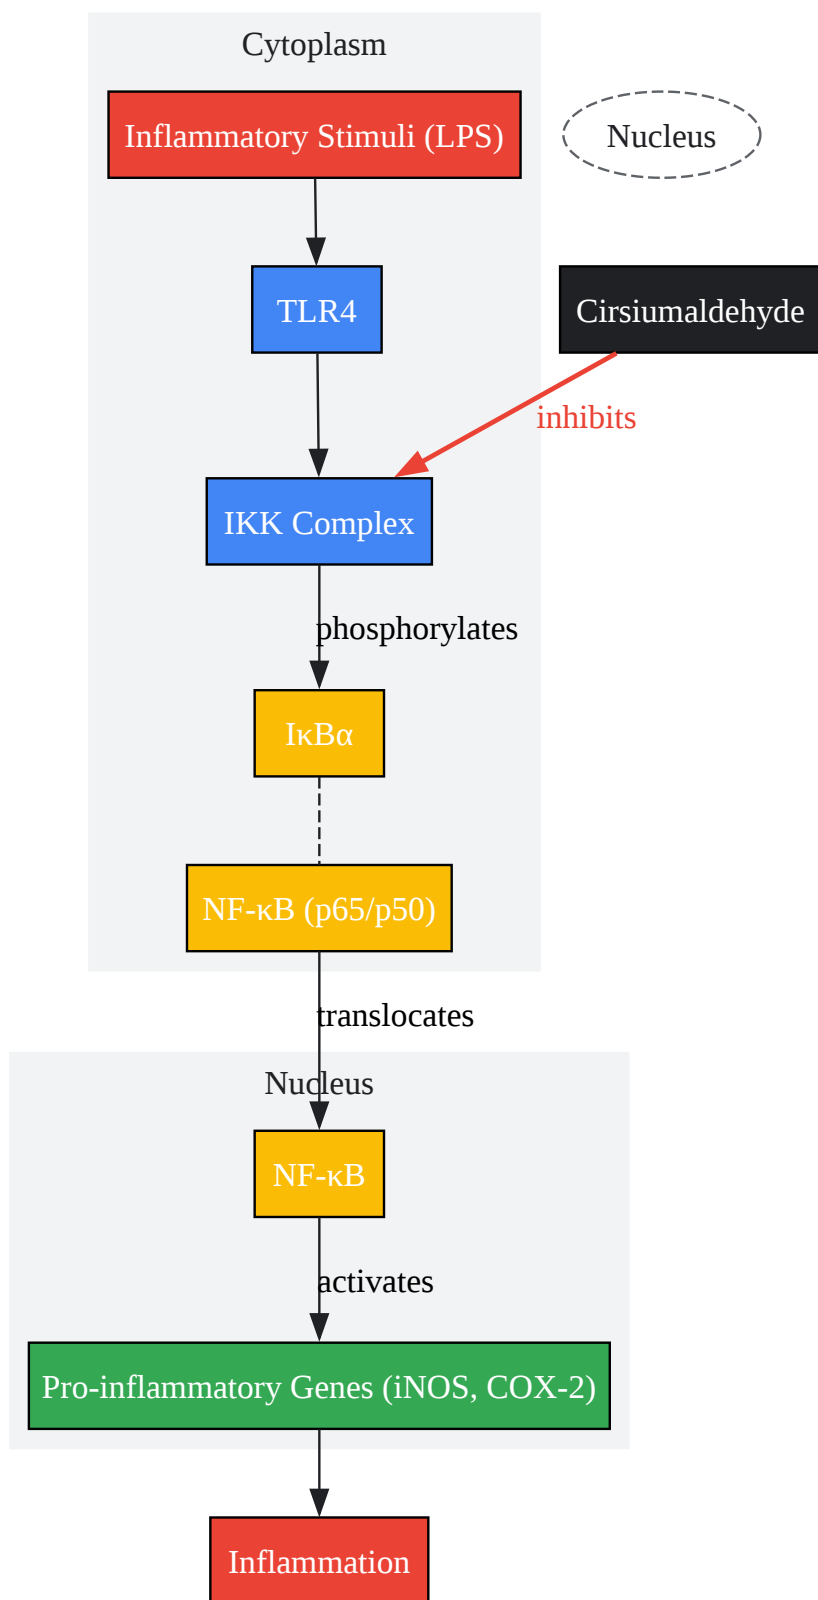 Cytoplasm
Inflammatory Stimuli (LPS)
Nucleus
TLR4
Cirsiumaldehyde
inhibits
IKK Complex
phosphorylates
IκBα
NF-κB (p65/p50)
translocates
Nucleus
NF-κB
activates
Pro-inflammatory Genes (iNOS, COX-2)
Inflammation